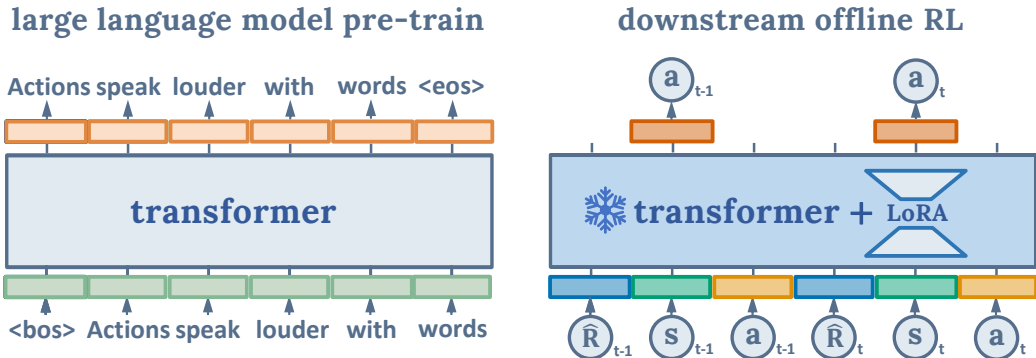 large language model pre-train
Actions speak louder with words <eos>
transformer
<bos> Actions speak louder with words
downstream offline RL
a t-1 a t
transformer + LoRA
R̂ t-1 s t-1 a t-1 R̂ t s t a t